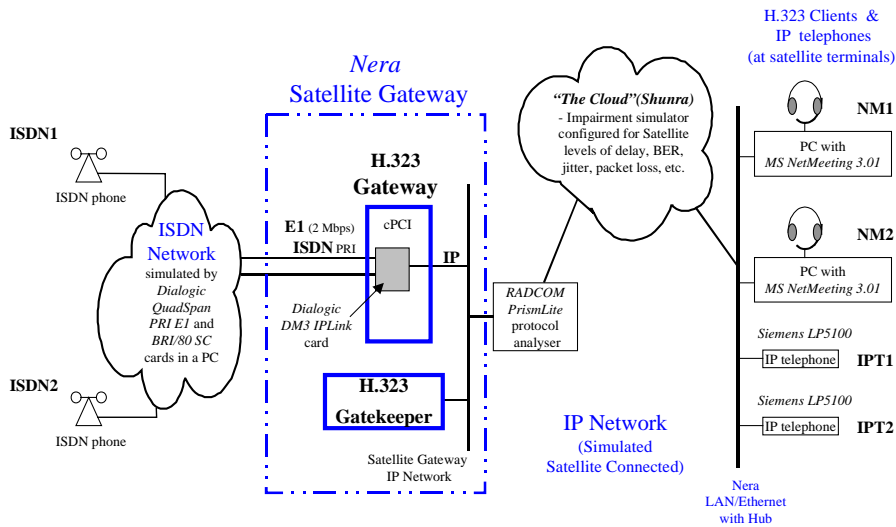 H.323 Clients &
IP telephones
(at satellite terminals)
Nera
Satellite Gateway
"The Cloud"(Shunra)
- Impairment simulator
configured for Satellite
levels of delay, BER,
jitter, packet loss, etc.
NM1
PC with
MS NetMeeting 3.01
NM2
PC with
MS NetMeeting 3.01
ISDN1
ISDN phone
ISDN
Network
simulated by
Dialogic
QuadSpan
PRI E1 and
BRI/80 SC
cards in a PC
ISDN2
ISDN phone
H.323
Gateway
E1 (2 Mbps)
ISDN PRI
cPCI
IP
Dialogic
DM3 IPLink
card
H.323
Gatekeeper
Satellite Gateway
IP Network
RADCOM
PrismLite
protocol
analyser
IP Network
(Simulated
Satellite Connected)
Siemens LP5100
IP telephone
IPT1
Siemens LP5100
IP telephone
IPT2
Nera
LAN/Ethernet
with Hub